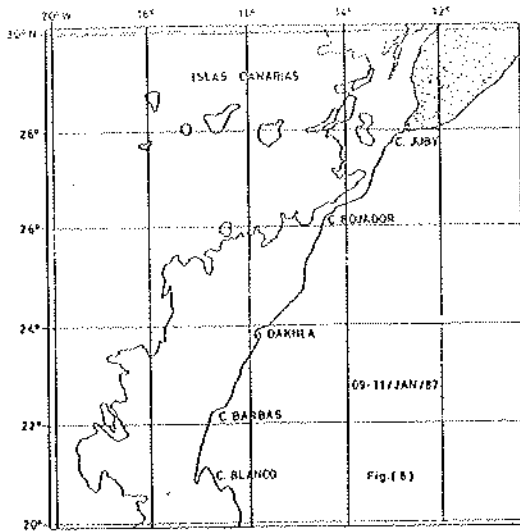 20°W 18° 16° 14° 12°
30°N
ISLAS CANARIAS
28°
C. JUBY
26°
C. BOJADOR
24°
DAKHLA
09-11/JAN/87
22°
C. BARBAS
C. BLANCO
Fig.(8)
20°